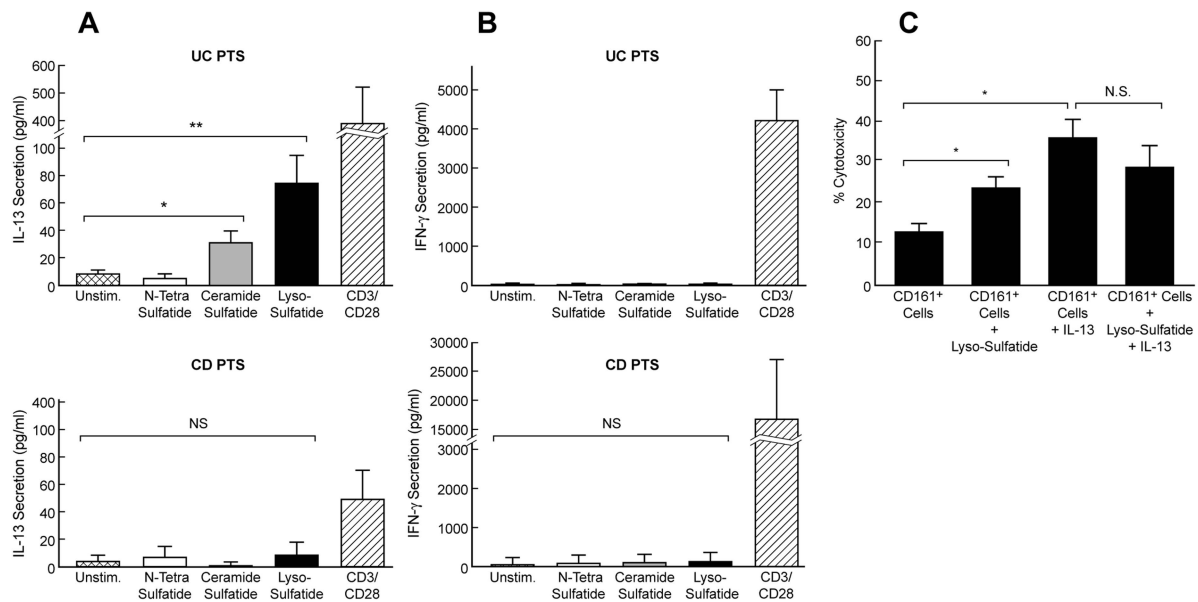 A
UC PTS
IL-13 Secretion (pg/ml)
600
500
400
80
100
60
40
20
0
**
*
Unstim.
N-Tetra
Sulfatide
Ceramide
Sulfatide
Lyso-
Sulfatide
CD3/
CD28
CD PTS
IL-13 Secretion (pg/ml)
400
100
80
60
40
20
0
NS
Unstim.
N-Tetra
Sulfatide
Ceramide
Sulfatide
Lyso-
Sulfatide
CD3/
CD28
B
UC PTS
IFN-γ Secretion (pg/ml)
5000
4000
3000
2000
1000
0
Unstim.
N-Tetra
Sulfatide
Ceramide
Sulfatide
Lyso-
Sulfatide
CD3/
CD28
CD PTS
IFN-γ Secretion (pg/ml)
25000
20000
15000
3000
2000
1000
0
NS
Unstim.
N-Tetra
Sulfatide
Ceramide
Sulfatide
Lyso-
Sulfatide
CD3/
CD28
C
% Cytotoxicity
60
50
40
30
20
10
*
*
N.S.
CD161+
Cells
CD161+
Cells
+
Lyso-Sulfatide
CD161+
Cells
+ IL-13
CD161+ Cells
+
Lyso-Sulfatide
+ IL-13